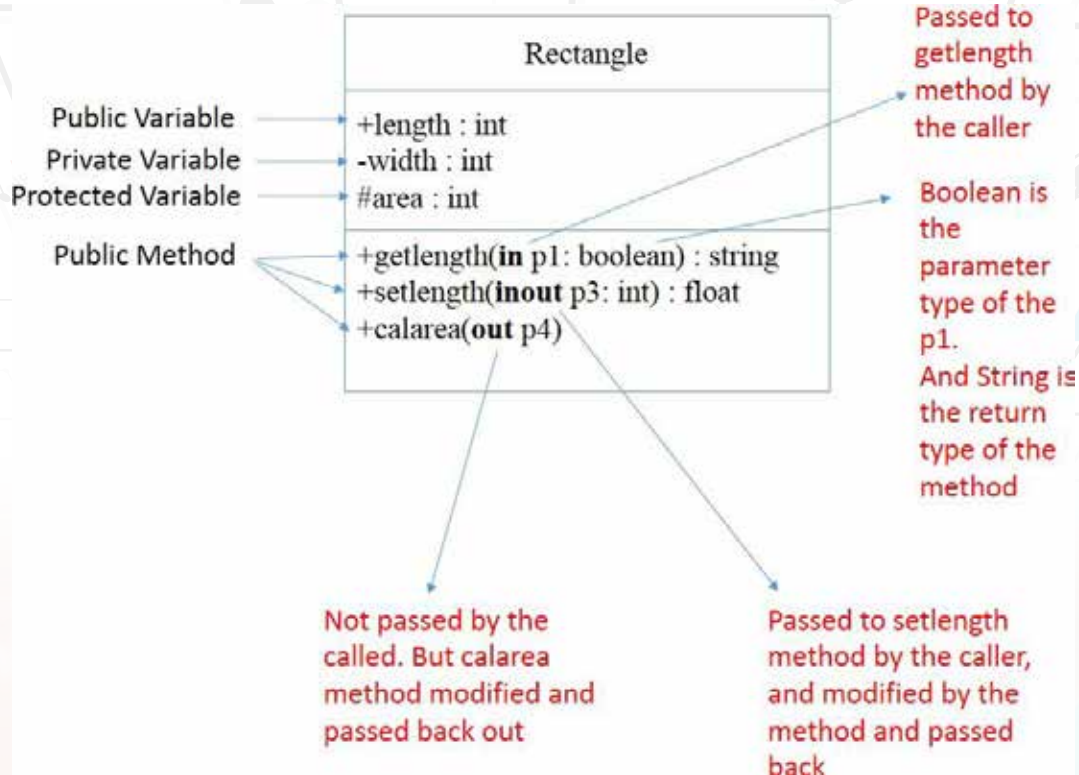 Rectangle
Public Variable
Private Variable
Protected Variable
Public Method
+length : int
-width : int
#area : int
+getlength(in p1: boolean) : string
+setlength(inout p3: int) : float
+calarea(out p4)
Passed to
getlength
method by
the caller
Boolean is
the
parameter
type of the
p1.
And String is
the return
type of the
method
Not passed by the
called. But calarea
method modified and
passed back out
Passed to setlength
method by the caller,
and modified by the
method and passed
back